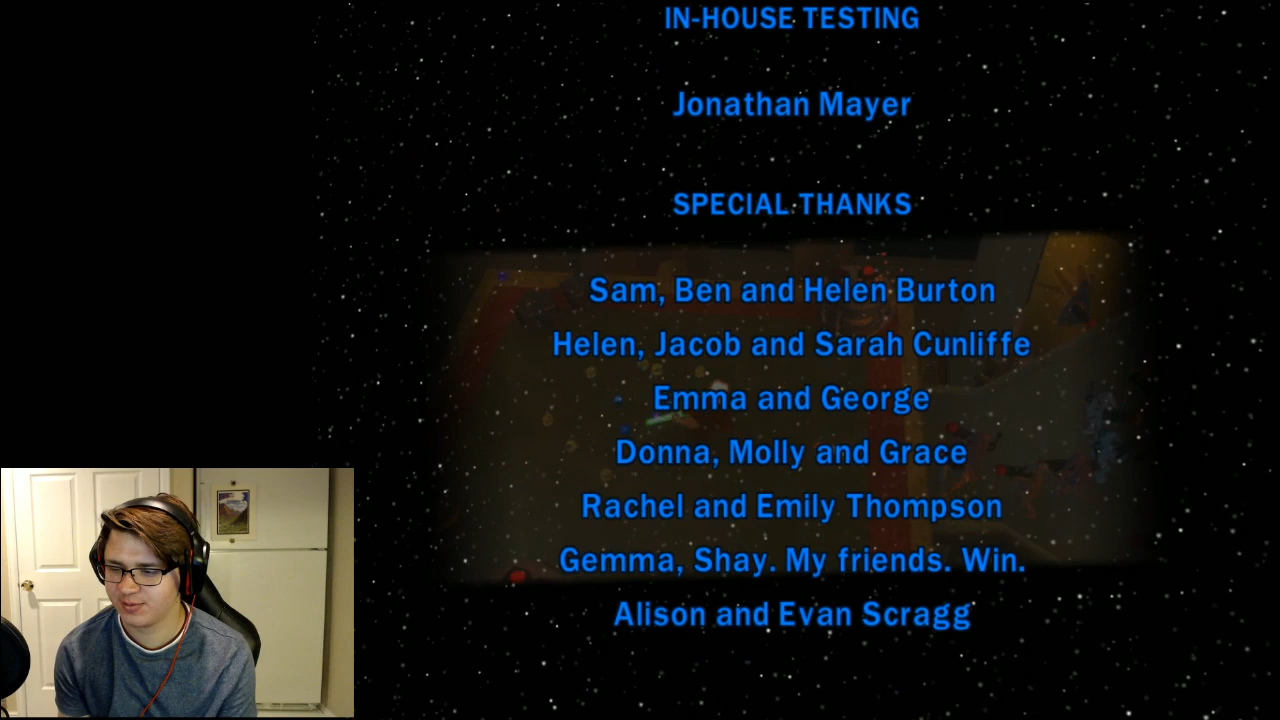 IN-HOUSE TESTING
Jonathan Mayer
SPECIAL THANKS
Sam, Ben and Helen Burton
Helen, Jacob and Sarah Cunliffe
Emma and George
Donna, Molly and Grace
Rachel and Emily Thompson
Gemma, Shay. My friends. Win.
Alison and Evan Scragg